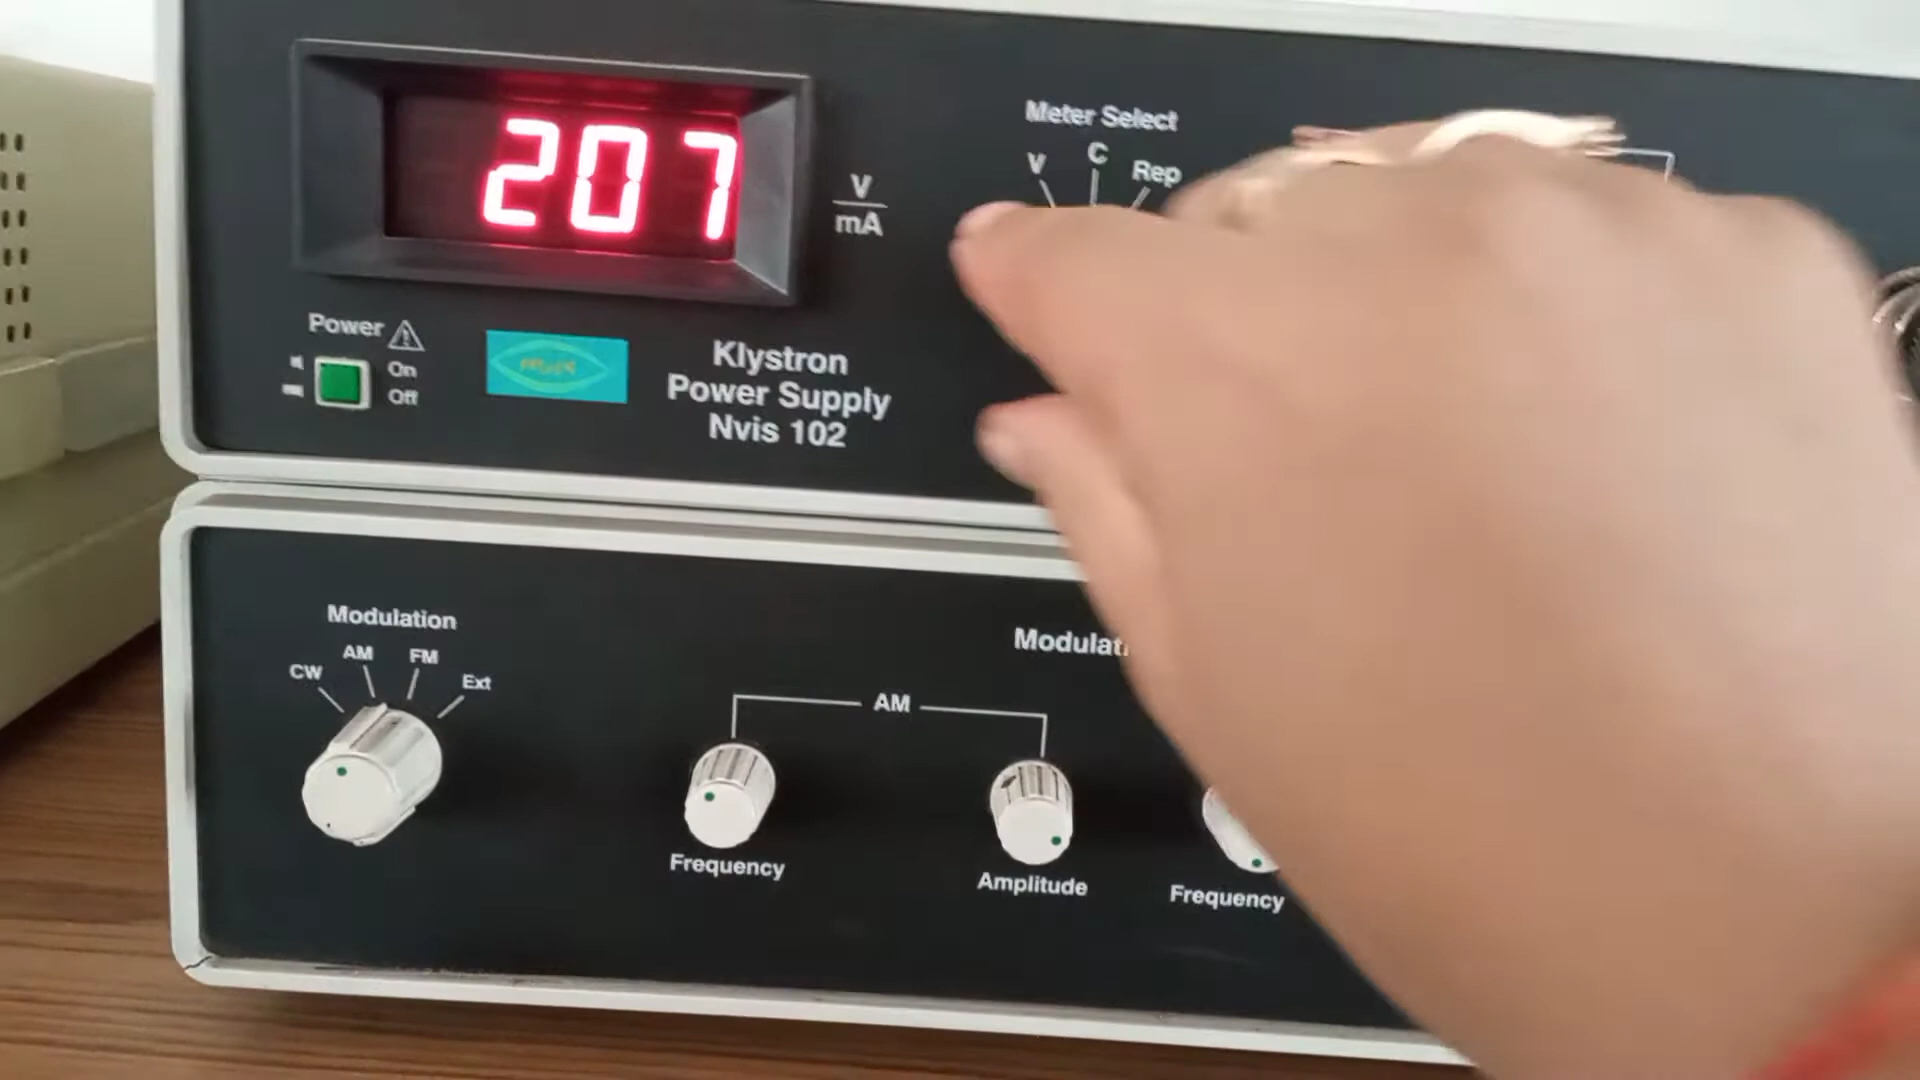 207
V
mA
Meter Select
V
C
Rep
Power
On
Off
Klystron
Power Supply
Nvis 102
Modulation
CW
AM
FM
Ext
AM
Frequency
Amplitude
Frequency